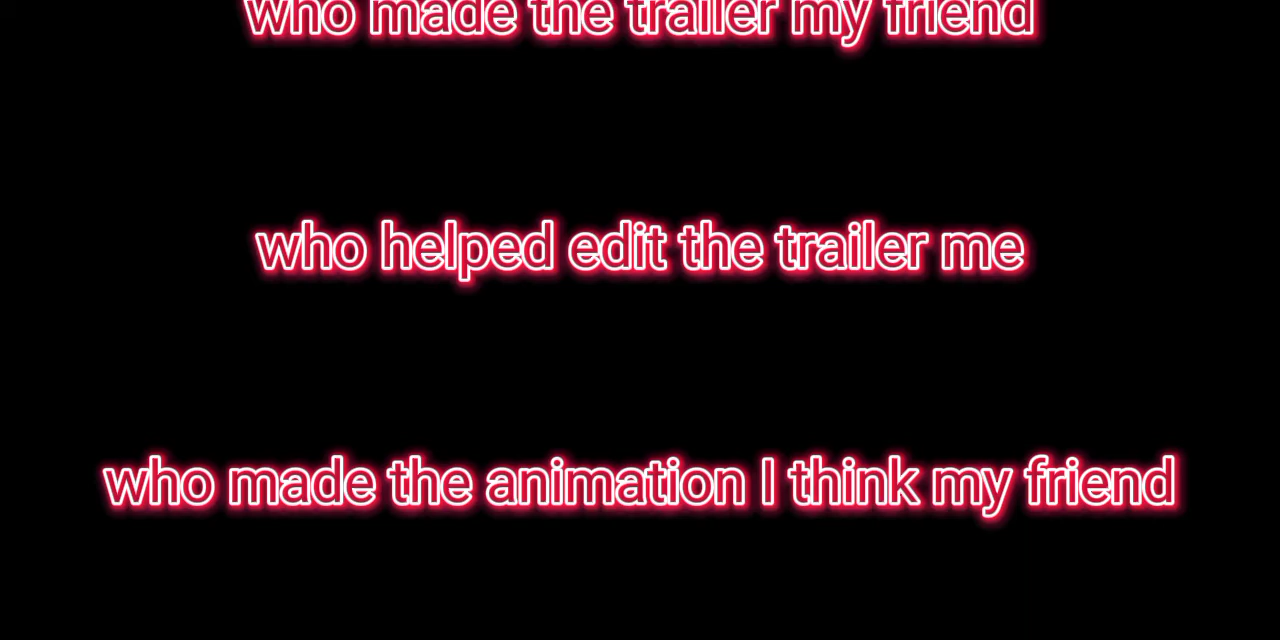 who made the trailer my friend
who helped edit the trailer me
who made the animation I think my friend